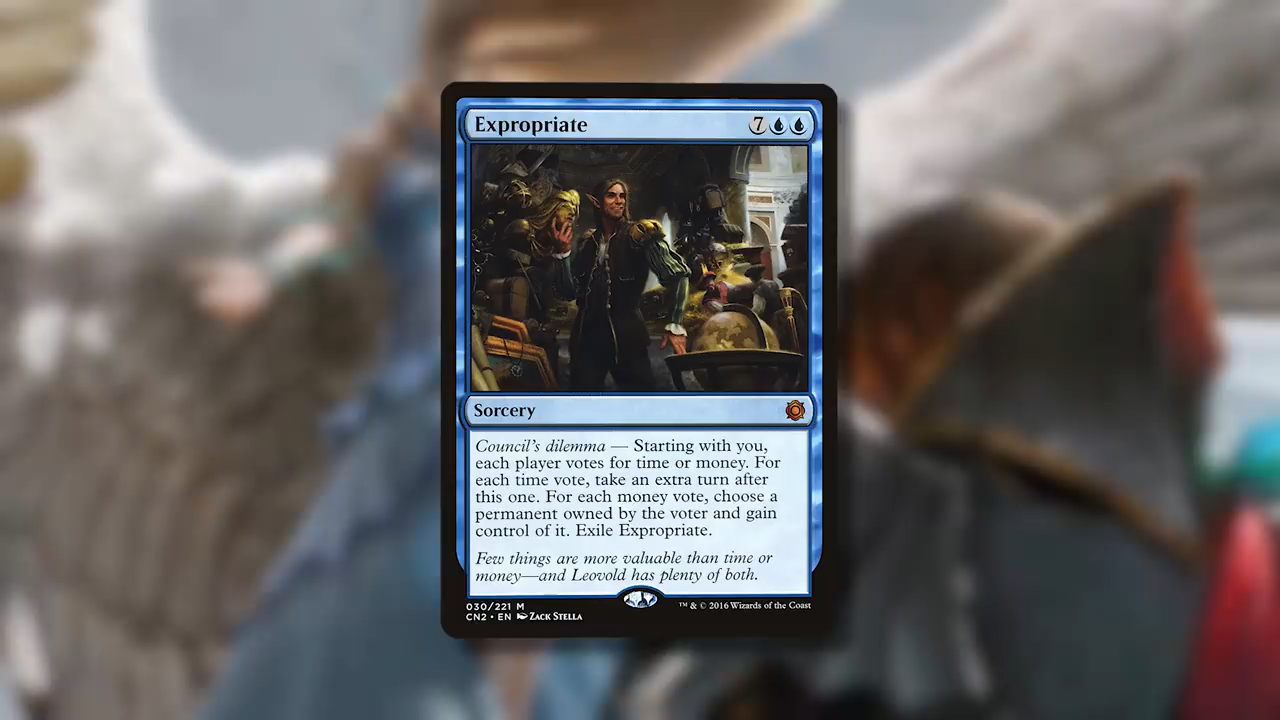 Expropriate 7
Sorcery
Council's dilemma — Starting with you,
each player votes for time or money. For
each time vote, take an extra turn after
this one. For each money vote, choose a
permanent owned by the voter and gain
control of it. Exile Expropriate.
Few things are more valuable than time or
money—and Leovold has plenty of both.
030/221 M
™ & © 2016 Wizards of the Coast
CN2 • EN Zack Stella